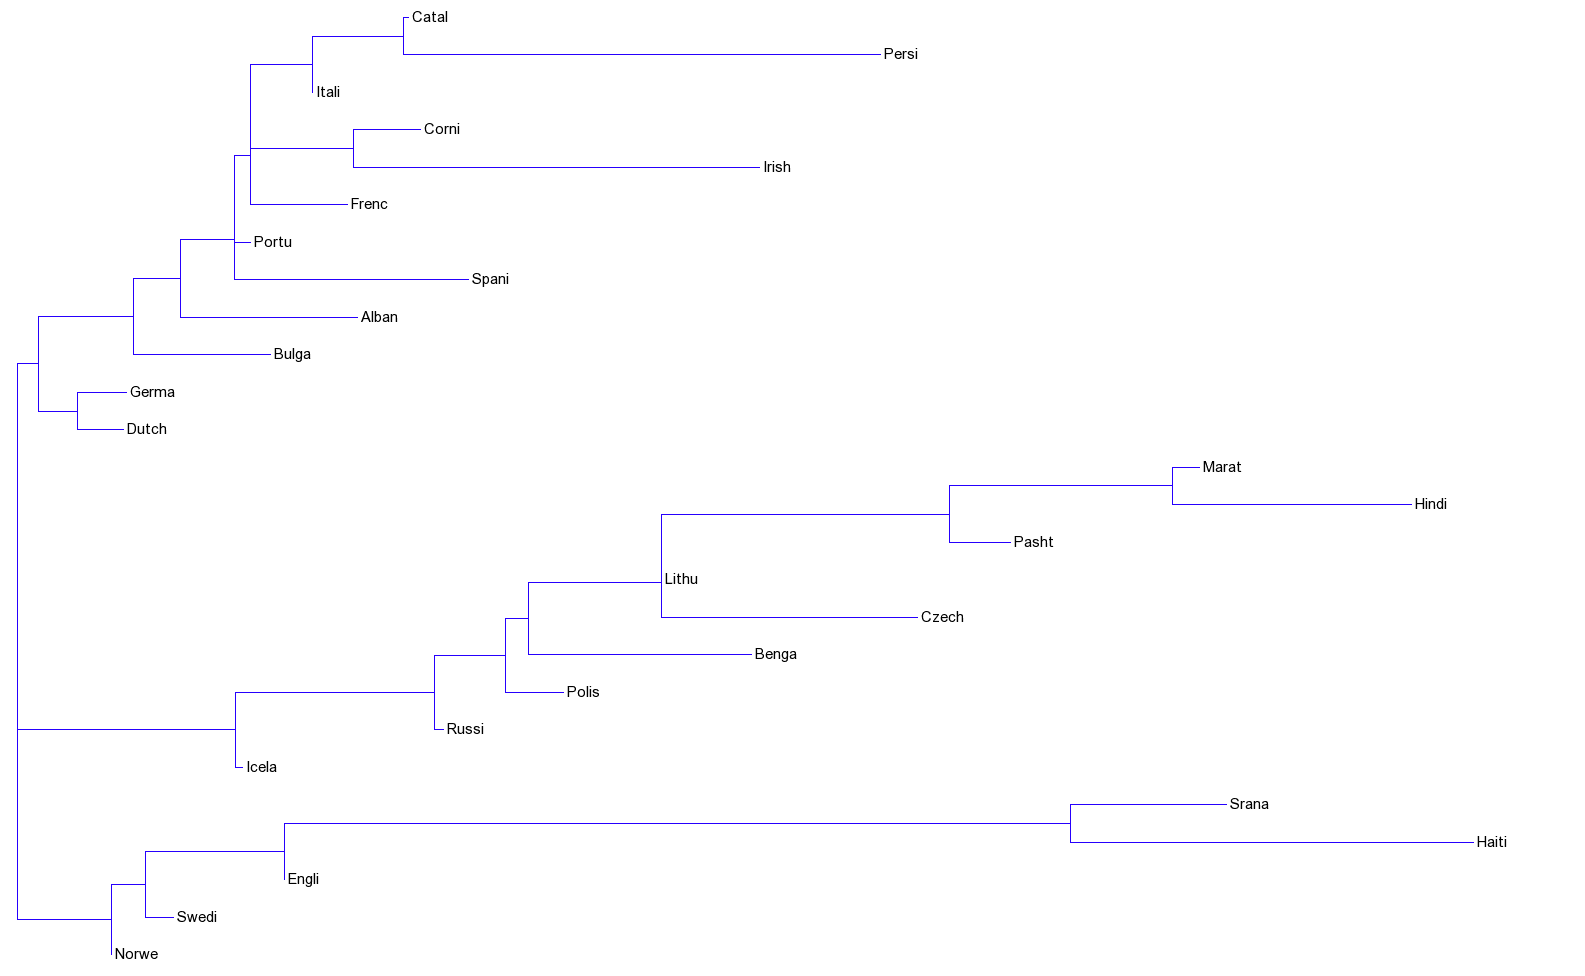 Catal
Persi
Itali
Corni
Irish
Frenc
Portu
Spani
Alban
Bulga
Germa
Dutch
Marat
Hindi
Pasht
Lithu
Czech
Benga
Polis
Russi
Icela
Srana
Haiti
Engli
Swedi
Norwe